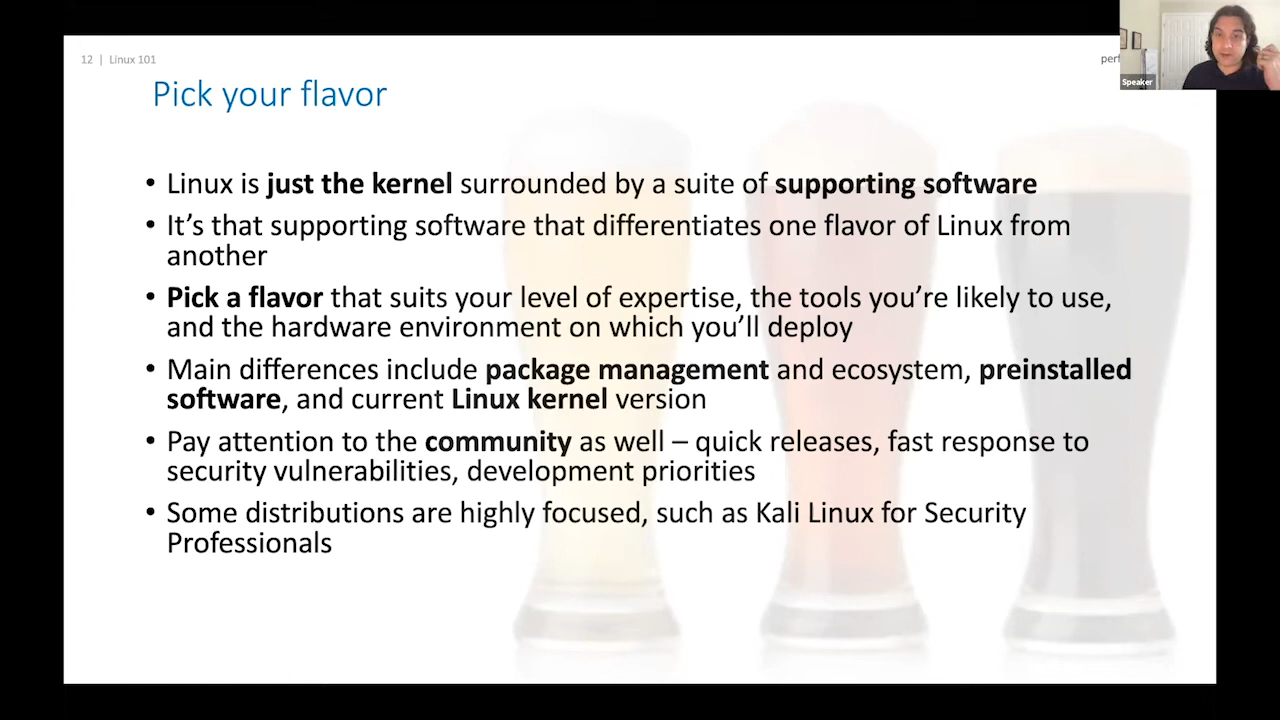 12 | Linux 101
Pick your flavor
• Linux is just the kernel surrounded by a suite of supporting software
• It’s that supporting software that differentiates one flavor of Linux from
another
• Pick a flavor that suits your level of expertise, the tools you’re likely to use,
and the hardware environment on which you’ll deploy
• Main differences include package management and ecosystem, preinstalled
software, and current Linux kernel version
• Pay attention to the community as well – quick releases, fast response to
security vulnerabilities, development priorities
• Some distributions are highly focused, such as Kali Linux for Security
Professionals
Speaker